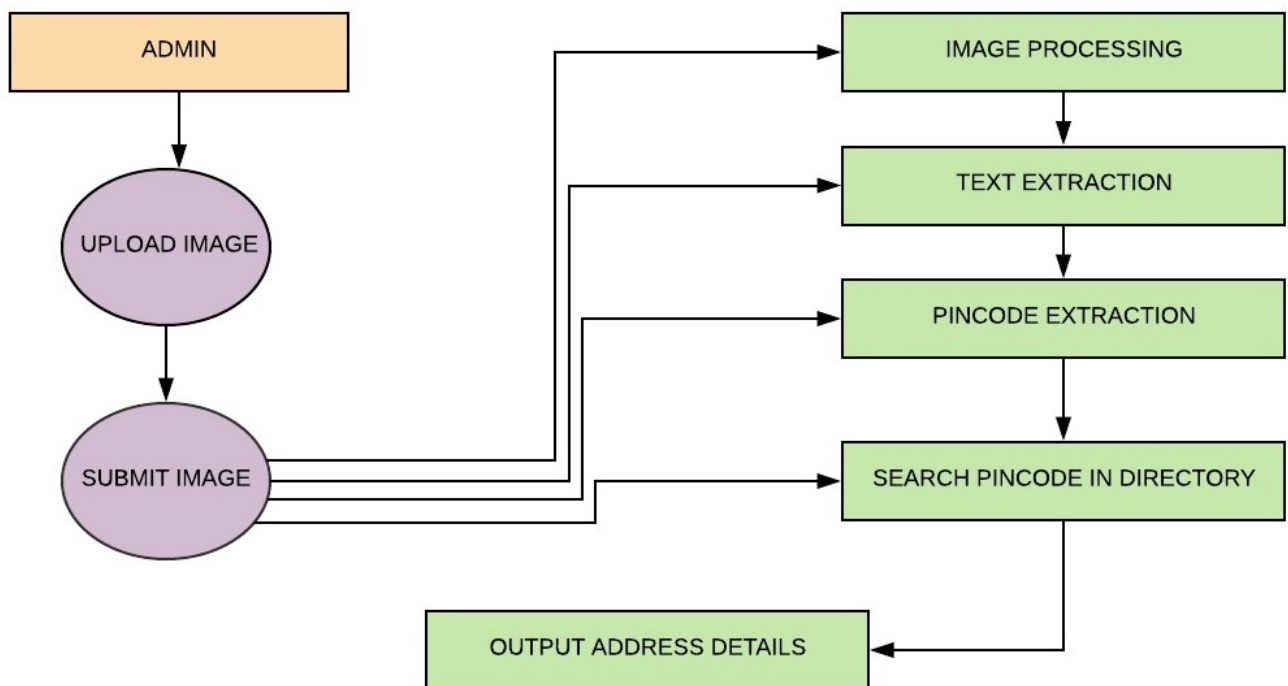 ADMIN
UPLOAD IMAGE
SUBMIT IMAGE
IMAGE PROCESSING
TEXT EXTRACTION
PINCODE EXTRACTION
SEARCH PINCODE IN DIRECTORY
OUTPUT ADDRESS DETAILS